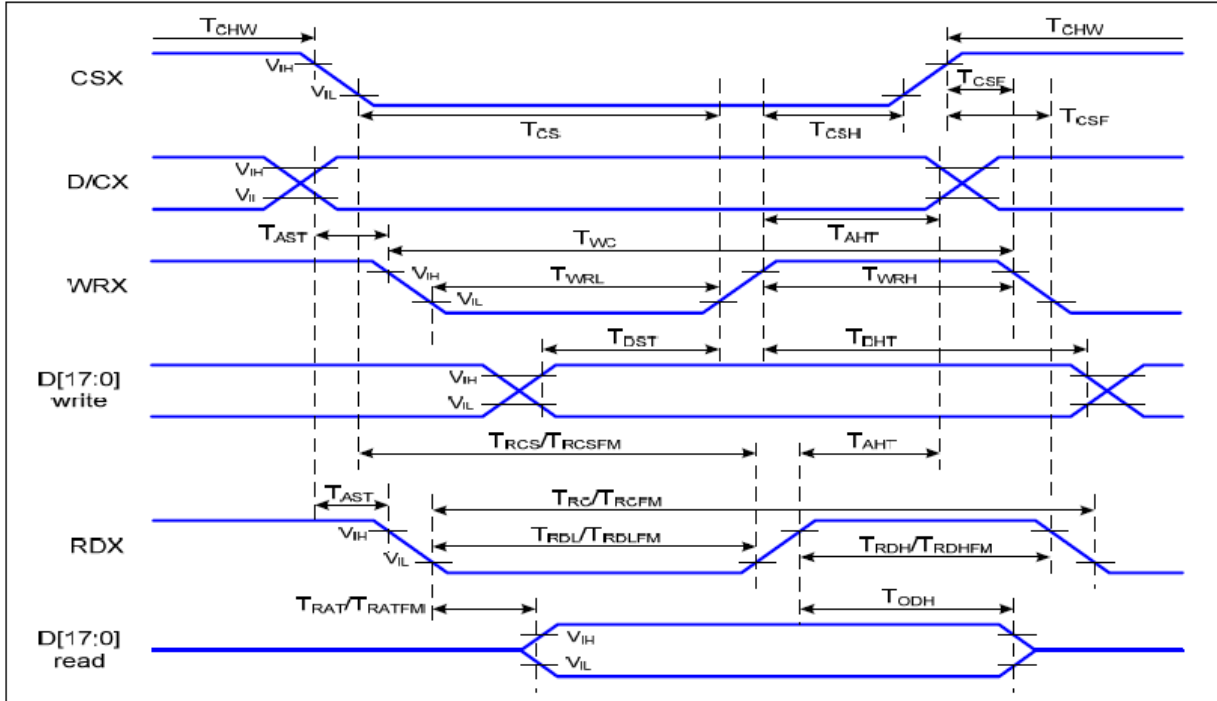 TCHW TCHW
CSX VIH
VIL
TCSF
TCS TCSH TCSF
D/CX VIH
VIL
TAST TWC TAHT
WRX VIH TWRL TWRH
VIL
TDST TDHT
D[17:0] VIH
write VIL
TRCS/TRCSFM TAHT
TAST TRC/TRCFM
RDX VIH TRDL/TRDLFM TRDH/TRDHFM
VIL
TRAT/TRATFM TODH
D[17:0] VIH
read VIL